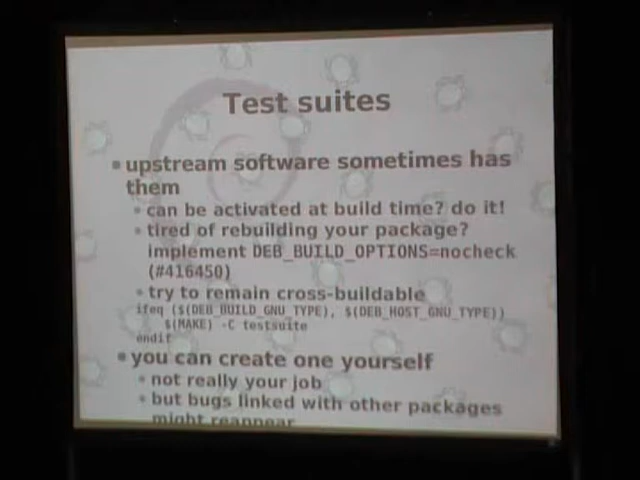 Test suites
upstream software sometimes has
them
can be activated at build time? do it!
tired of rebuilding your package?
implement DEB_BUILD_OPTIONS=nocheck
(#416450)
try to remain cross-buildable
ifeq ($(DEB_BUILD_GNU_TYPE), $(DEB_HOST_GNU_TYPE))
$(MAKE) -C testsuite
endif
you can create one yourself
not really your job
but bugs linked with other packages
might reappear